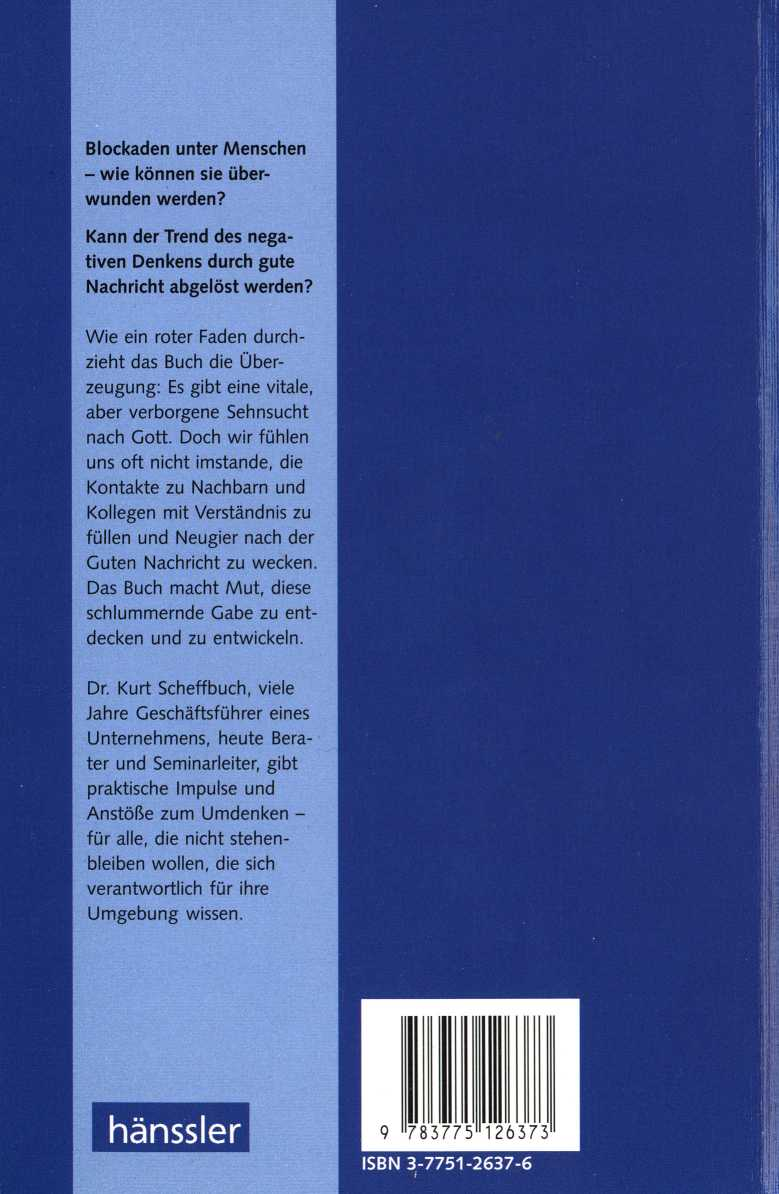 Blockaden unter Menschen
– wie können sie über-
wunden werden?
Kann der Trend des nega-
tiven Denkens durch gute
Nachricht abgelöst werden?
Wie ein roter Faden durch-
zieht das Buch die Über-
zeugung: Es gibt eine vitale,
aber verborgene Sehnsucht
nach Gott. Doch wir fühlen
uns oft nicht imstande, die
Kontakte zu Nachbarn und
Kollegen mit Verständnis zu
füllen und Neugier nach der
Guten Nachricht zu wecken.
Das Buch macht Mut, diese
schlummernde Gabe zu ent-
decken und zu entwickeln.
Dr. Kurt Scheffbuch, viele
Jahre Geschäftsführer eines
Unternehmens, heute Bera-
ter und Seminarleiter, gibt
praktische Impulse und
Anstöße zum Umdenken –
für alle, die nicht stehen-
bleiben wollen, die sich
verantwortlich für ihre
Umgebung wissen.
hänssler
9 783775 126373
ISBN 3-7751-2637-6